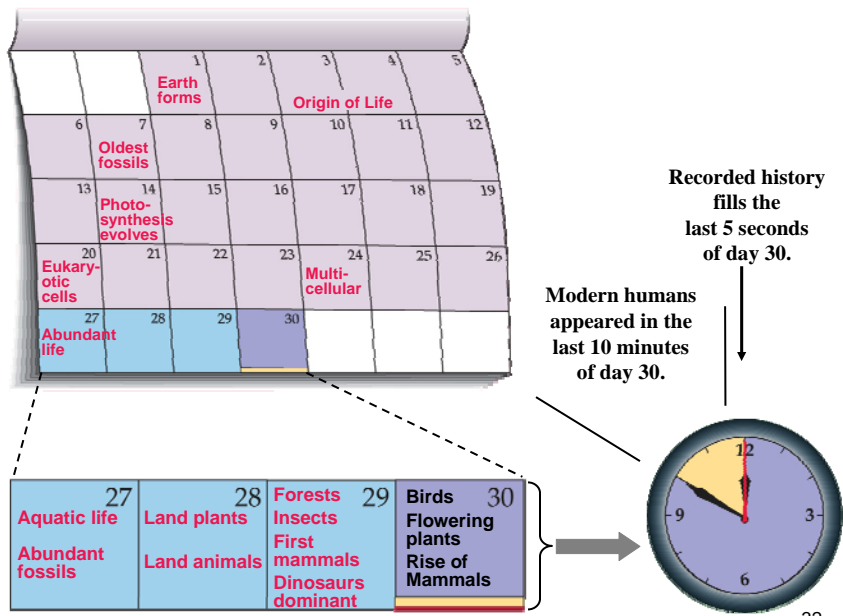 1 2 3 4 5
Earth
forms
Origin of Life
6 7 8 9 10 11 12
Oldest
fossils
13 14 15 16 17 18 19
Photo-
synthesis
evolves
20 21 22 23 24 25 26
Eukary-
otic
cells
Multi-
cellular
27 28 29 30
Abundant
life
Recorded history
fills the
last 5 seconds
of day 30.
Modern humans
appeared in the
last 10 minutes
of day 30.
27
Aquatic life
Abundant
fossils
28
Land plants
Land animals
29
Forests
Insects
First
mammals
Dinosaurs
dominant
30
Birds
Flowering
plants
Rise of
Mammals
12
9 3
6